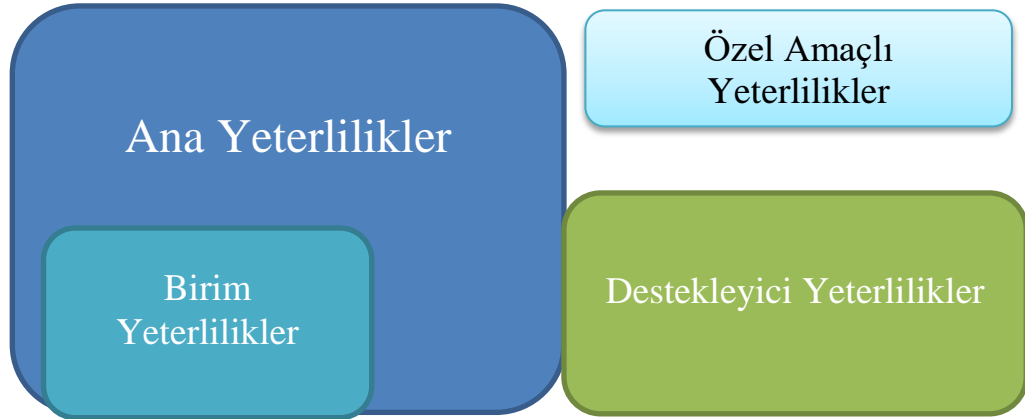 Özel Amaçlı
Yeterlilikler
Ana Yeterlilikler
Birim
Yeterlilikler
Destekleyici Yeterlilikler